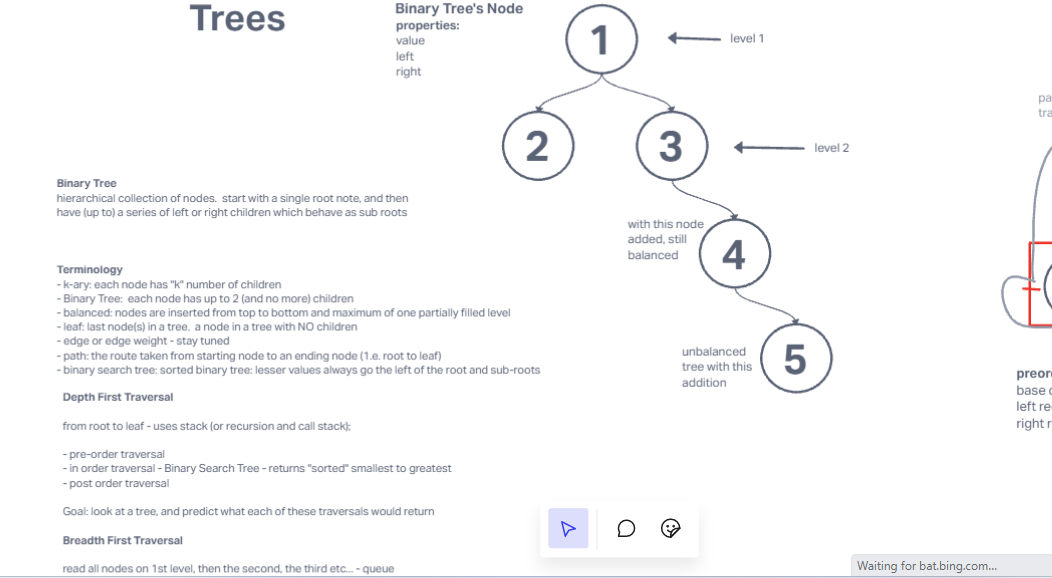 Trees
Binary Tree's Node
properties:
value
left
right
1
level 1
2
3
level 2
Binary Tree
hierarchical collection of nodes. start with a single root note, and then
have (up to) a series of left or right children which behave as sub roots
with this node
added, still
balanced
4
Terminology
- k-ary: each node has "k" number of children
- Binary Tree: each node has up to 2 (and no more) children
- balanced: nodes are inserted from top to bottom and maximum of one partially filled level
- leaf: last node(s) in a tree. a node in a tree with NO children
- edge or edge weight - stay tuned
- path: the route taken from starting node to an ending node (1.e. root to leaf)
- binary search tree: sorted binary tree: lesser values always go the left of the root and sub-roots
unbalanced
tree with this
addition
5
Depth First Traversal
from root to leaf - uses stack (or recursion and call stack);
- pre-order traversal
- in order traversal - Binary Search Tree - returns "sorted" smallest to greatest
- post order traversal
Goal: look at a tree, and predict what each of these traversals would return
Breadth First Traversal
read all nodes on 1st level, then the second, the third etc... - queue
pa
tra
preor
base c
left re
right r
Waiting for bat.bing.com...